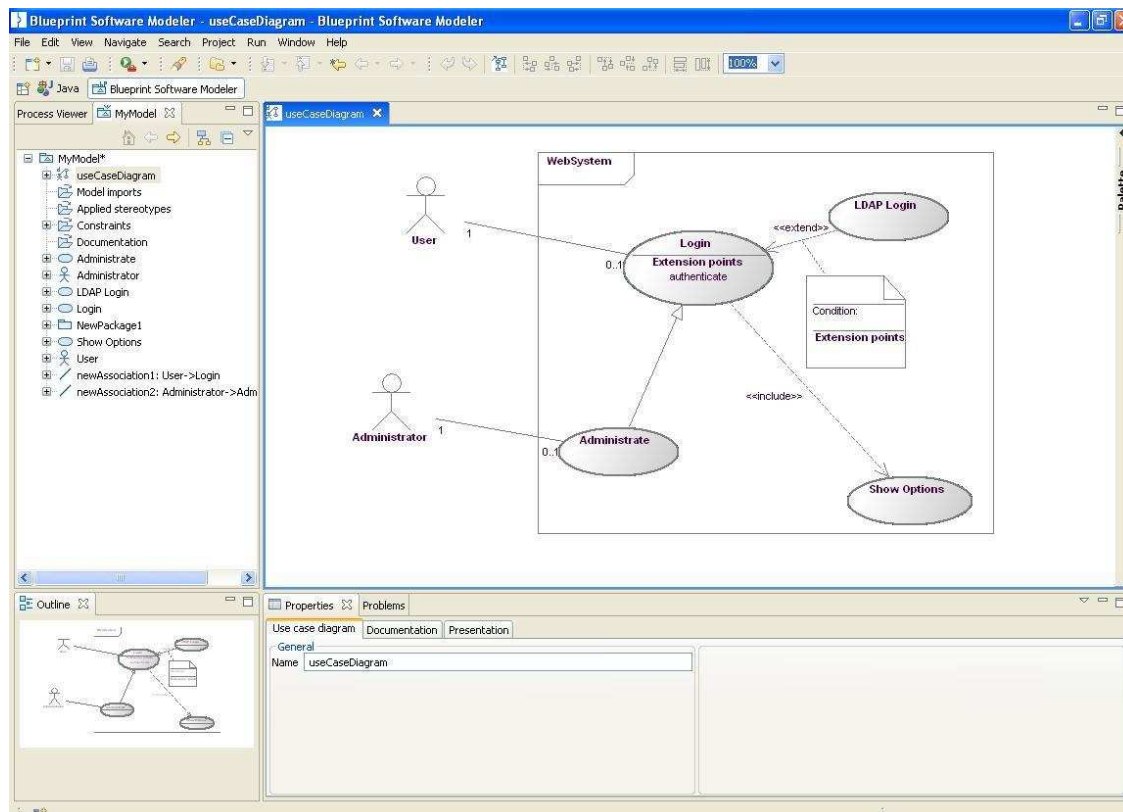 Blueprint Software Modeler - useCaseDiagram - Blueprint Software Modeler
File Edit View Navigate Search Project Run Window Help
100%
Java Blueprint Software Modeler
Process Viewer MyModel
MyModel*
useCaseDiagram
Model imports
Applied stereotypes
Constraints
Documentation
Administrate
Administrator
LDAP Login
Login
NewPackage1
Show Options
User
newAssociation1: User->Login
newAssociation2: Administrator->Adm
useCaseDiagram
Palette
WebSystem
User
1
0..1
Login
Extension points
authenticate
LDAP Login
<<extend>>
Condition:
Extension points
<<include>>
Administrator
1
0..1
Administrate
Show Options
Outline
Properties Problems
Use case diagram Documentation Presentation
General
Name useCaseDiagram